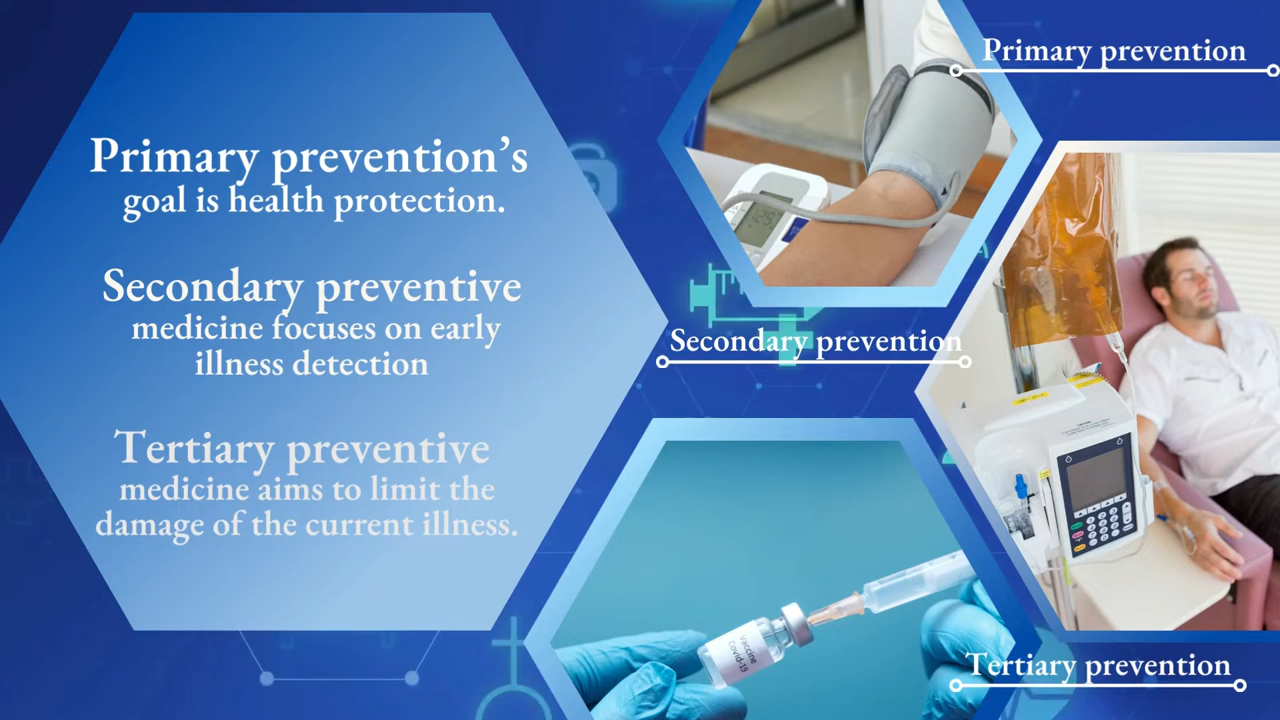 Primary prevention’s
goal is health protection.
Secondary preventive
medicine focuses on early
illness detection
Tertiary preventive
medicine aims to limit the
damage of the current illness.
Primary prevention
Secondary prevention
Vaccine
Covid-19
Tertiary prevention